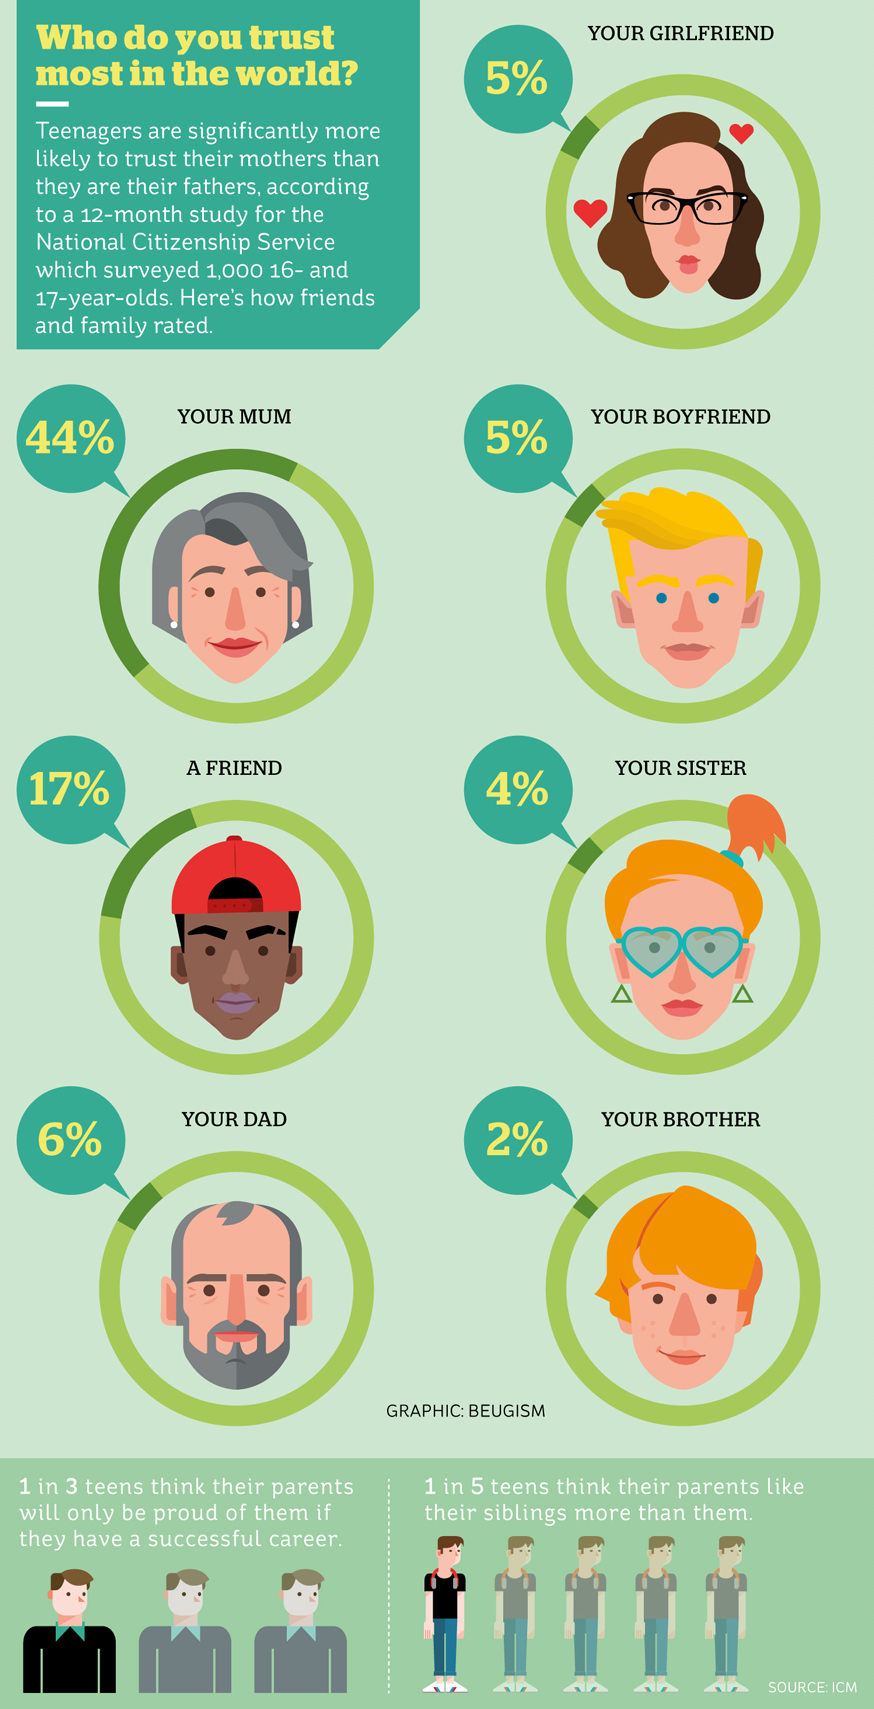 Who do you trust
most in the world?
Teenagers are significantly more
likely to trust their mothers than
they are their fathers, according
to a 12-month study for the
National Citizenship Service
which surveyed 1,000 16- and
17-year-olds. Here's how friends
and family rated.
YOUR GIRLFRIEND
5%
YOUR MUM
44%
YOUR BOYFRIEND
5%
A FRIEND
17%
YOUR SISTER
4%
YOUR DAD
6%
YOUR BROTHER
2%
GRAPHIC: BEUGISM
1 in 3 teens think their parents
will only be proud of them if
they have a successful career.
1 in 5 teens think their parents like
their siblings more than them.
SOURCE: ICM